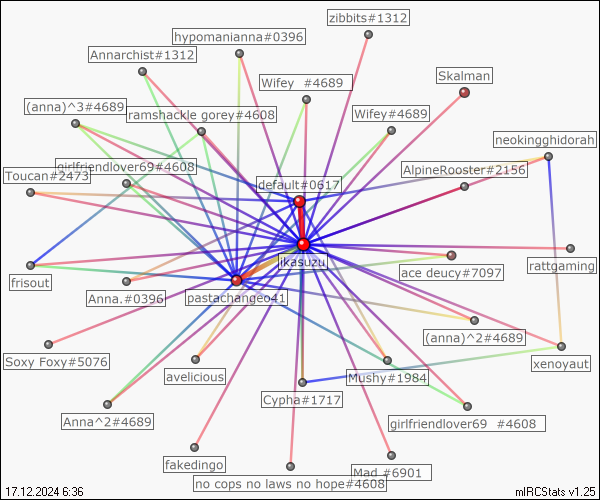 zibbits#1312
hypomanianna#0396
Annarchist#1312
Skalman
Wifey #4689
(anna)^3#4689
ramshackle gorey#4608
Wifey#4689
neokingghidorah
girlfriendlover69#4608
AlpineRooster#2156
Toucan#2473
default#0617
jkasuzu
rattgaming
ace deucy#7097
frisout
Anna.#0396
pastachangeo41
(anna)^2#4689
Soxy Foxy#5076
xenoyaut
avelicious
Mushy#1984
Cypha#1717
Anna^2#4689
girlfriendlover69 #4608
fakedingo
Mad #6901
no cops no laws no hope#4608
17.12.2024 6:36
mIRCStats v1.25